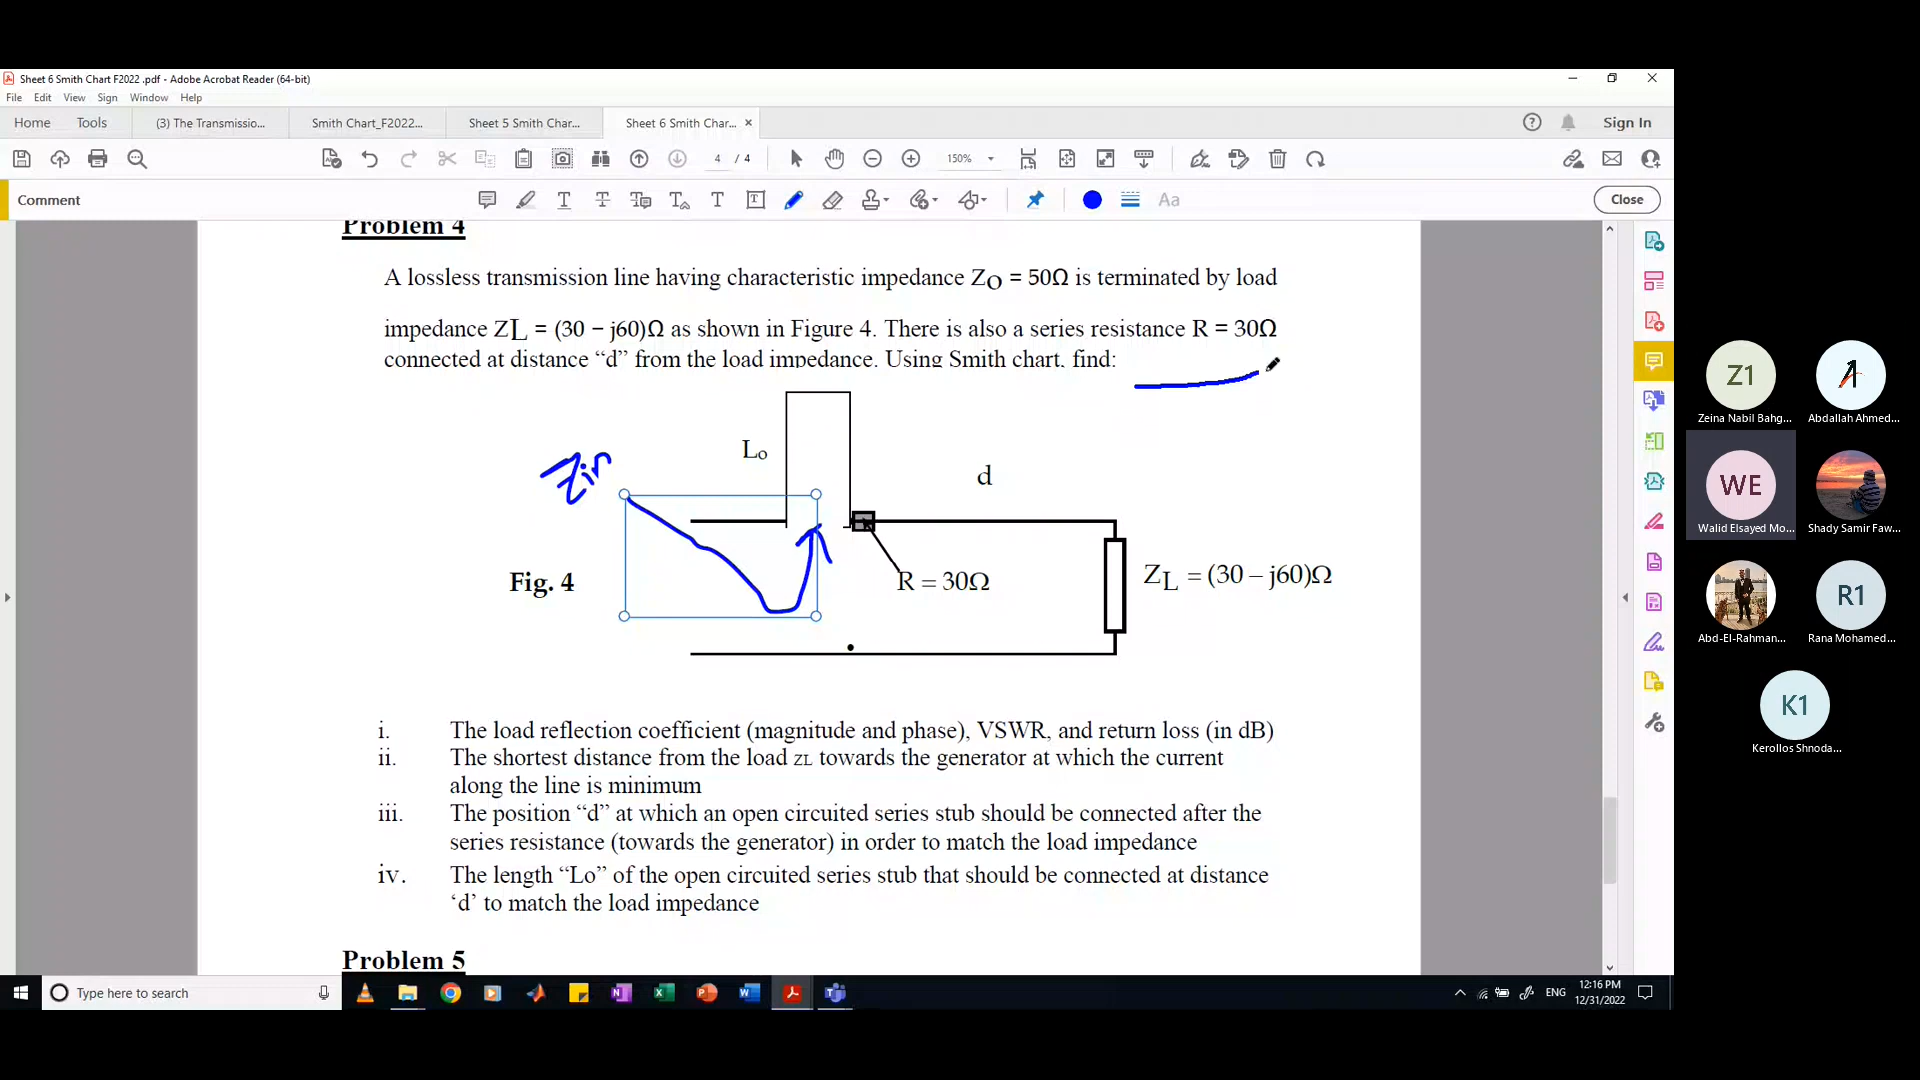 Sheet 6 Smith Chart F2022 .pdf - Adobe Acrobat Reader (64-bit)
File Edit View Sign Window Help
Home Tools (3) The Transmissio... Smith Chart_F2022... Sheet 5 Smith Char... Sheet 6 Smith Char... × Sign In
4 / 4 150%
Comment Aa Close
Problem 4
A lossless transmission line having characteristic impedance ZO = 50Ω is terminated by load
impedance ZL = (30 − j60)Ω as shown in Figure 4. There is also a series resistance R = 30Ω
connected at distance “d” from the load impedance. Using Smith chart, find:
Lo
d
Zin
Fig. 4
R = 30Ω
ZL = (30 – j60)Ω
i. The load reflection coefficient (magnitude and phase), VSWR, and return loss (in dB)
ii. The shortest distance from the load ZL towards the generator at which the current
along the line is minimum
iii. The position “d” at which an open circuited series stub should be connected after the
series resistance (towards the generator) in order to match the load impedance
iv. The length “Lo” of the open circuited series stub that should be connected at distance
‘d’ to match the load impedance
Problem 5
Z1
Zeina Nabil Bahg... Abdallah Ahmed...
WE
Walid Elsayed Mo... Shady Samir Faw...
R1
Abd-El-Rahman... Rana Mohamed...
K1
Kerollos Shnoda...
Type here to search
ENG
12:16 PM
12/31/2022